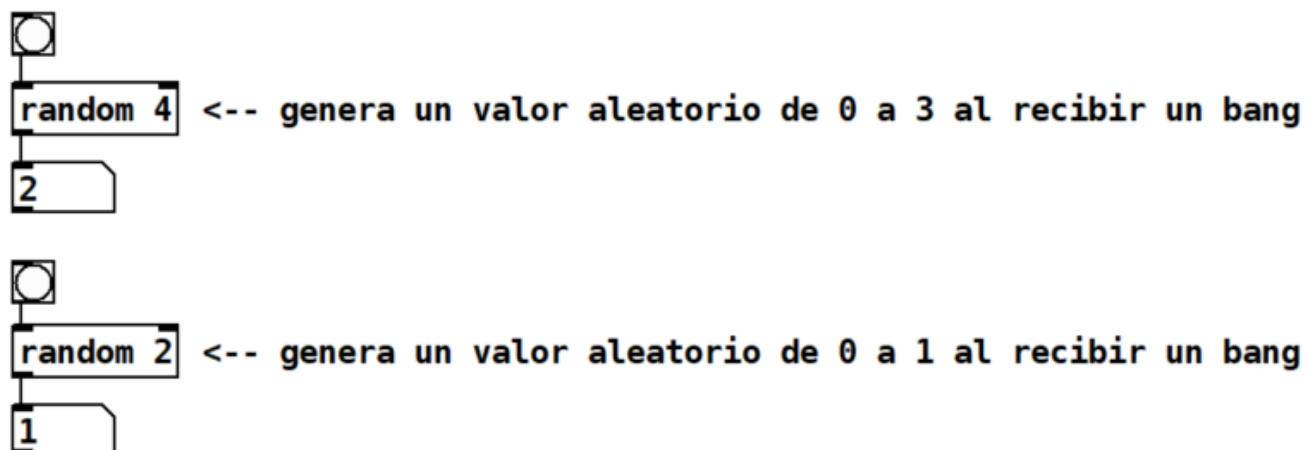 random 4 <-- genera un valor aleatorio de 0 a 3 al recibir un bang
2
random 2 <-- genera un valor aleatorio de 0 a 1 al recibir un bang
1